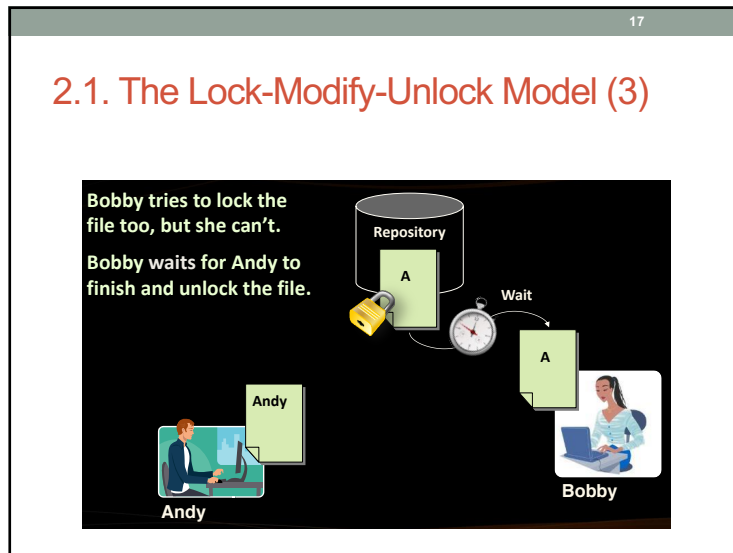 17
2.1. The Lock-Modify-Unlock Model (3)
Bobby tries to lock the
file too, but she can't.
Bobby waits for Andy to
finish and unlock the file.
Repository
A
Wait
A
Andy
Andy
Bobby